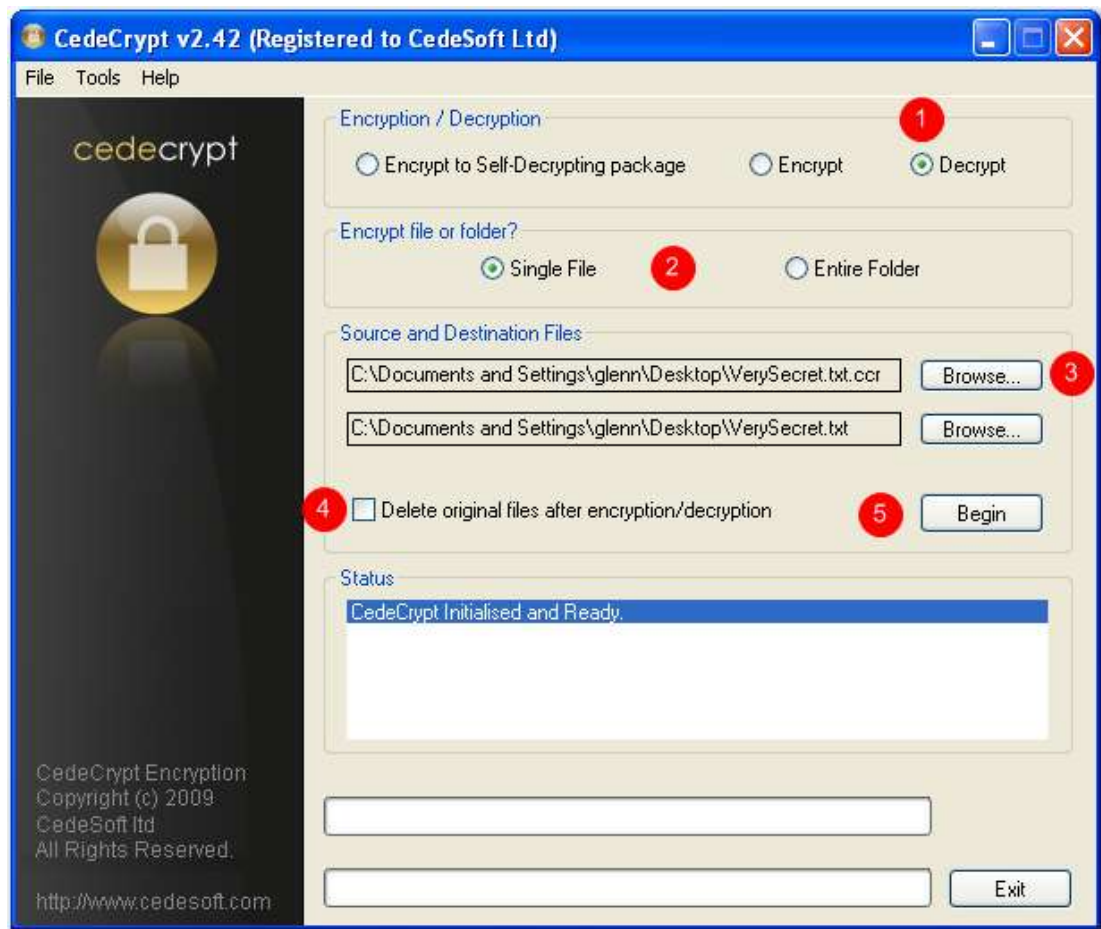 CedeCrypt v2.42 (Registered to CedeSoft Ltd)
File Tools Help
cedecrypt
Encryption / Decryption
1
Encrypt to Self-Decrypting package Encrypt Decrypt
Encrypt file or folder?
Single File 2 Entire Folder
Source and Destination Files
C:\Documents and Settings\glenn\Desktop\VerySecret.txt.ccr Browse... 3
C:\Documents and Settings\glenn\Desktop\VerySecret.txt Browse...
4 Delete original files after encryption/decryption 5 Begin
Status
CedeCrypt Initialised and Ready.
CedeCrypt Encryption
Copyright (c) 2009
CedeSoft ltd
All Rights Reserved.
http://www.cedesoft.com
Exit